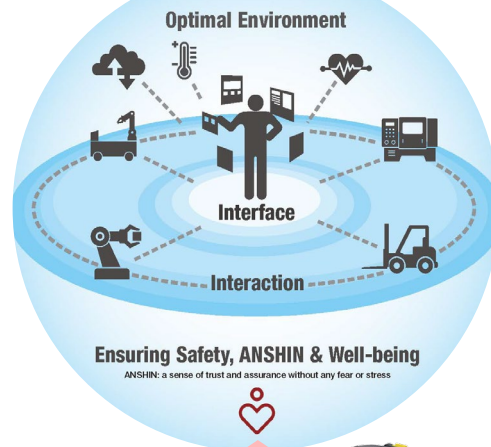 Optimal Environment
Interface
Interaction
Ensuring Safety, ANSHIN & Well-being
ANSHIN: a sense of trust and assurance without any fear or stress